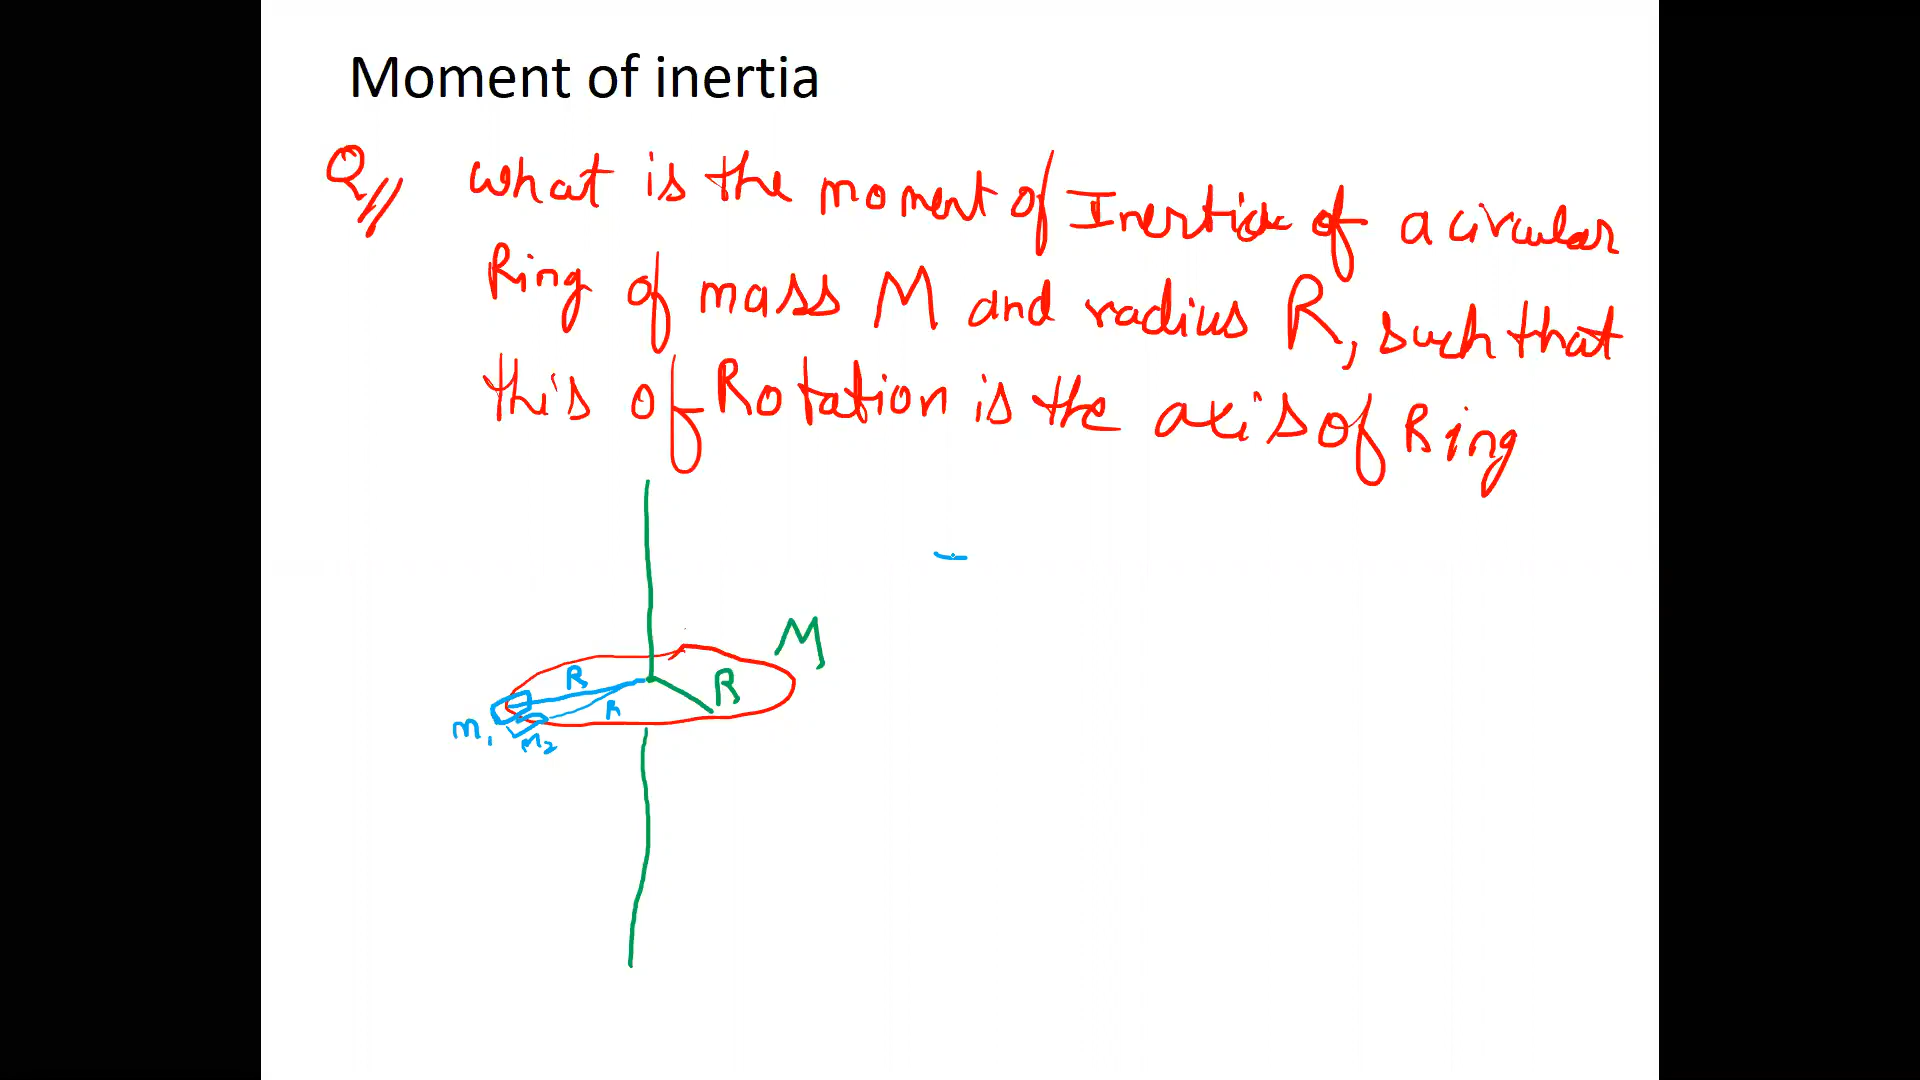 Moment of inertia
Q// What is the moment of Inertia of a circular
Ring of mass M and radius R, such that
this of Rotation is the axis of Ring
M
R
R
R
m1
m2